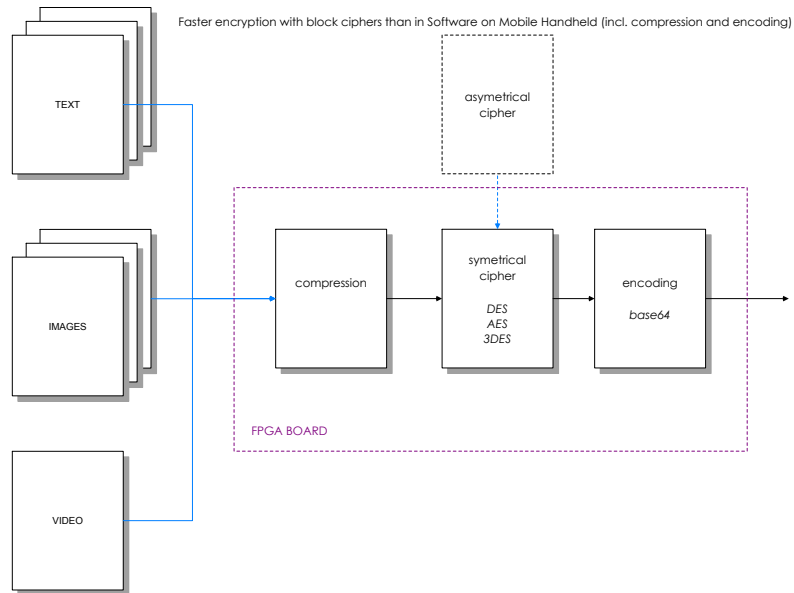 Faster encryption with block ciphers than in Software on Mobile Handheld (incl. compression and encoding)
TEXT
asymetrical
cipher
IMAGES
compression
symetrical
cipher
DES
AES
3DES
encoding
base64
FPGA BOARD
VIDEO